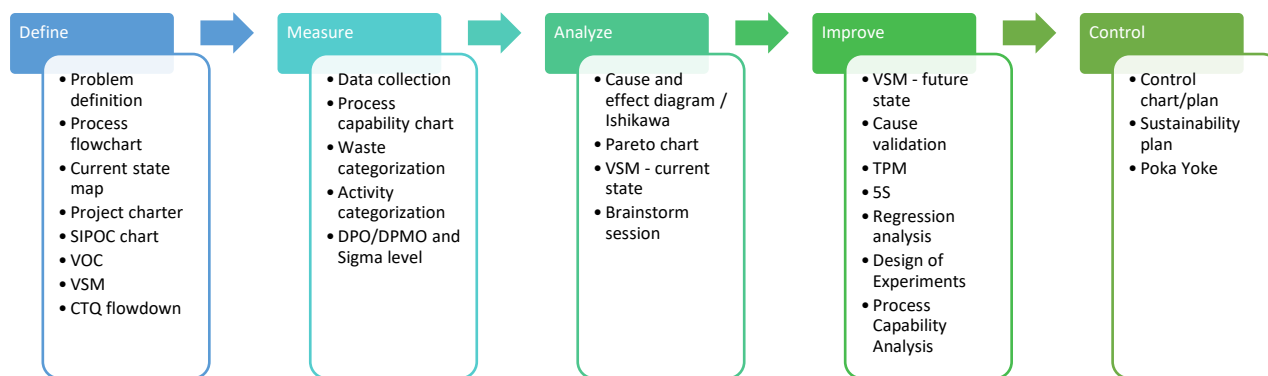 Define
• Problem
definition
• Process
flowchart
• Current state
map
• Project charter
• SIPOC chart
• VOC
• VSM
• CTQ flowdown
Measure
• Data collection
• Process
capability chart
• Waste
categorization
• Activity
categorization
• DPO/DPMO and
Sigma level
Analyze
• Cause and
effect diagram /
Ishikawa
• Pareto chart
• VSM - current
state
• Brainstorm
session
Improve
• VSM - future
state
• Cause
validation
• TPM
• 5S
• Regression
analysis
• Design of
Experiments
• Process
Capability
Analysis
Control
• Control
chart/plan
• Sustainability
plan
• Poka Yoke